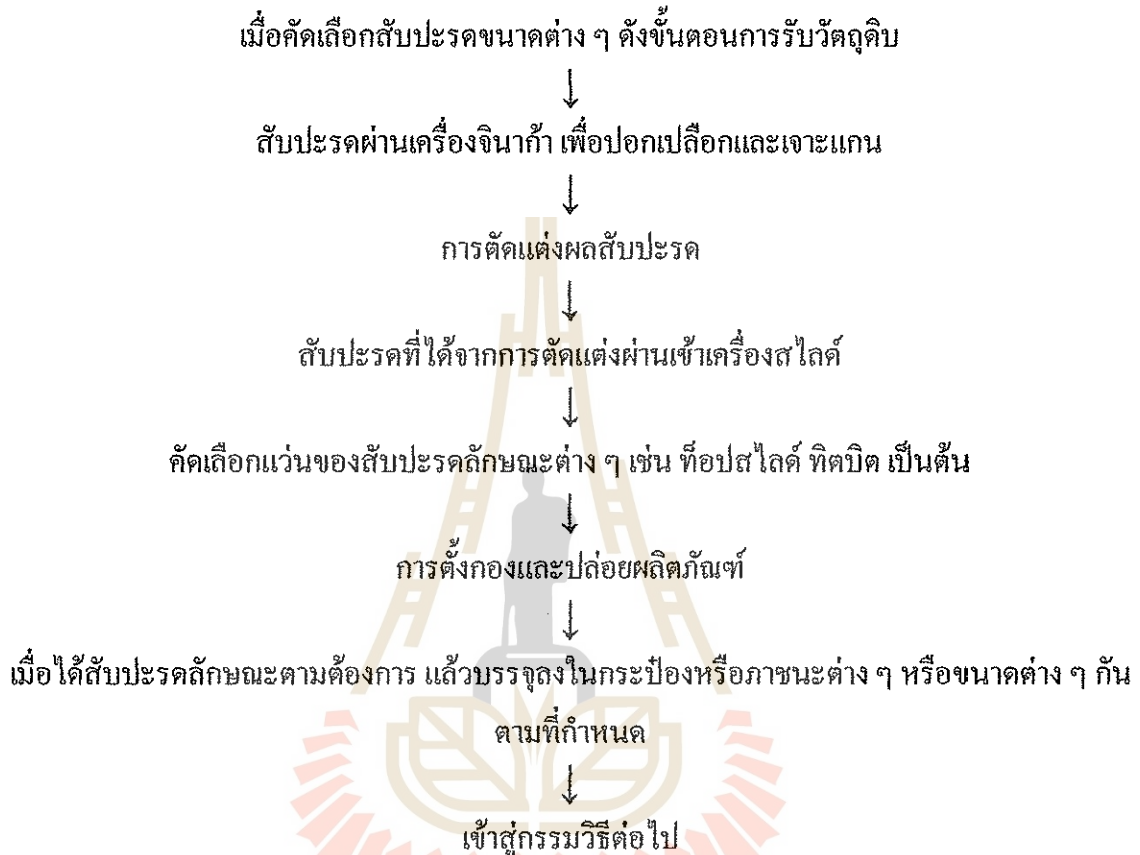 เมื่อคัดเลือกสับปะรดขนาดต่าง ๆ ดังขั้นตอนการรับวัตถุดิบ
สับปะรดผ่านเครื่องจินาก้า เพื่อปอกเปลือกและเจาะแกน
การตัดแต่งผลสับปะรด
สับปะรดที่ได้จากการตัดแต่งผ่านเข้าเครื่องสไลด์
คัดเลือกแว่นของสับปะรดลักษณะต่าง ๆ เช่น ท็อปสไลด์ ทิตบิต เป็นต้น
การตั้งกองและปล่อยผลิตภัณฑ์
เมื่อได้สับปะรดลักษณะตามต้องการ แล้วบรรจุลงในกระป๋องหรือภาชนะต่าง ๆ หรือขนาดต่าง ๆ กัน
ตามที่กำหนด
เข้าสู่กรรมวิธีต่อไป